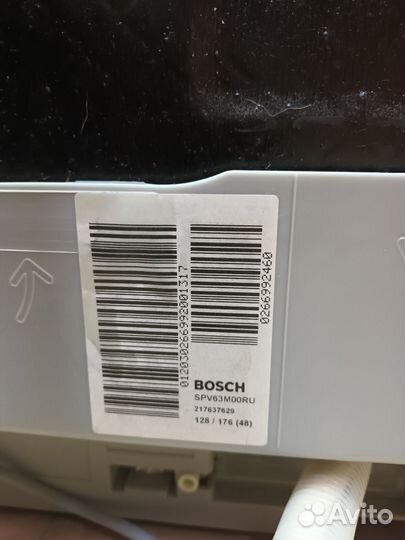 012030266992001317
0266992460
BOSCH
SPV63M00RU
217637629
128 / 176 (48)
Avito